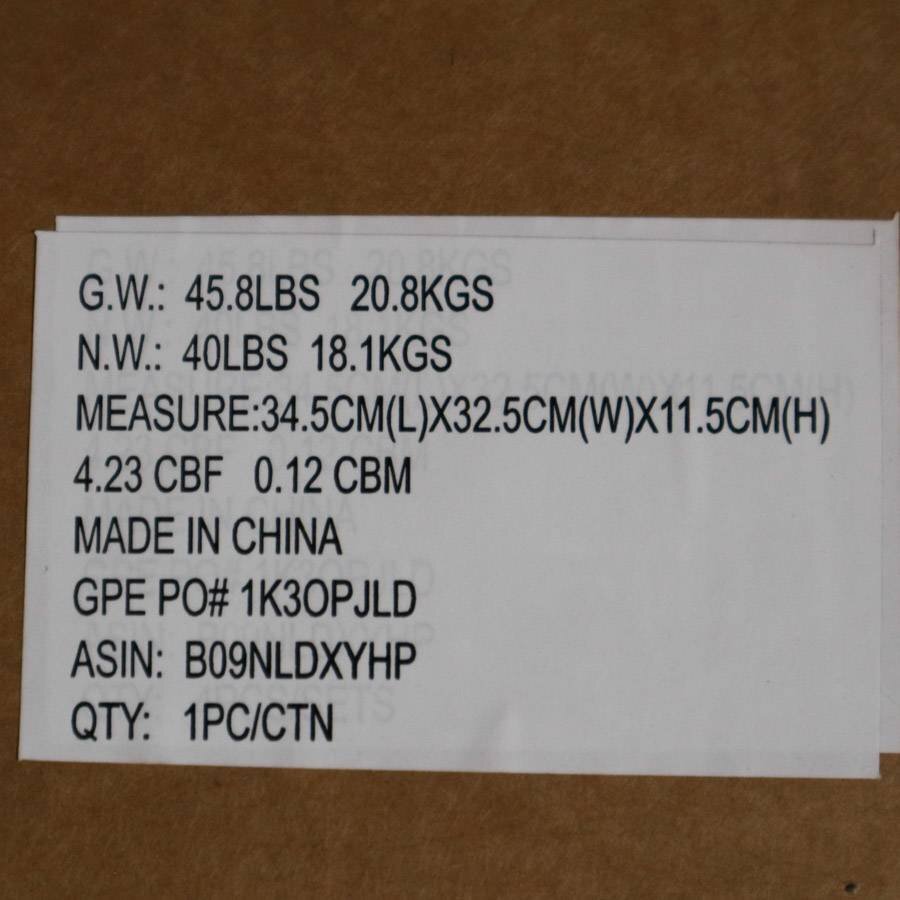 G.W.: 45.8LBS 20.8KGS
N.W.: 40LBS 18.1KGS
MEASURE:34.5CM(L)X32.5CM(W)X11.5CM(H)
4.23 CBF 0.12 CBM
MADE IN CHINA
GPE PO# 1K3OPJLD
ASIN: B09NLDXYHP
QTY: 1PC/CTN